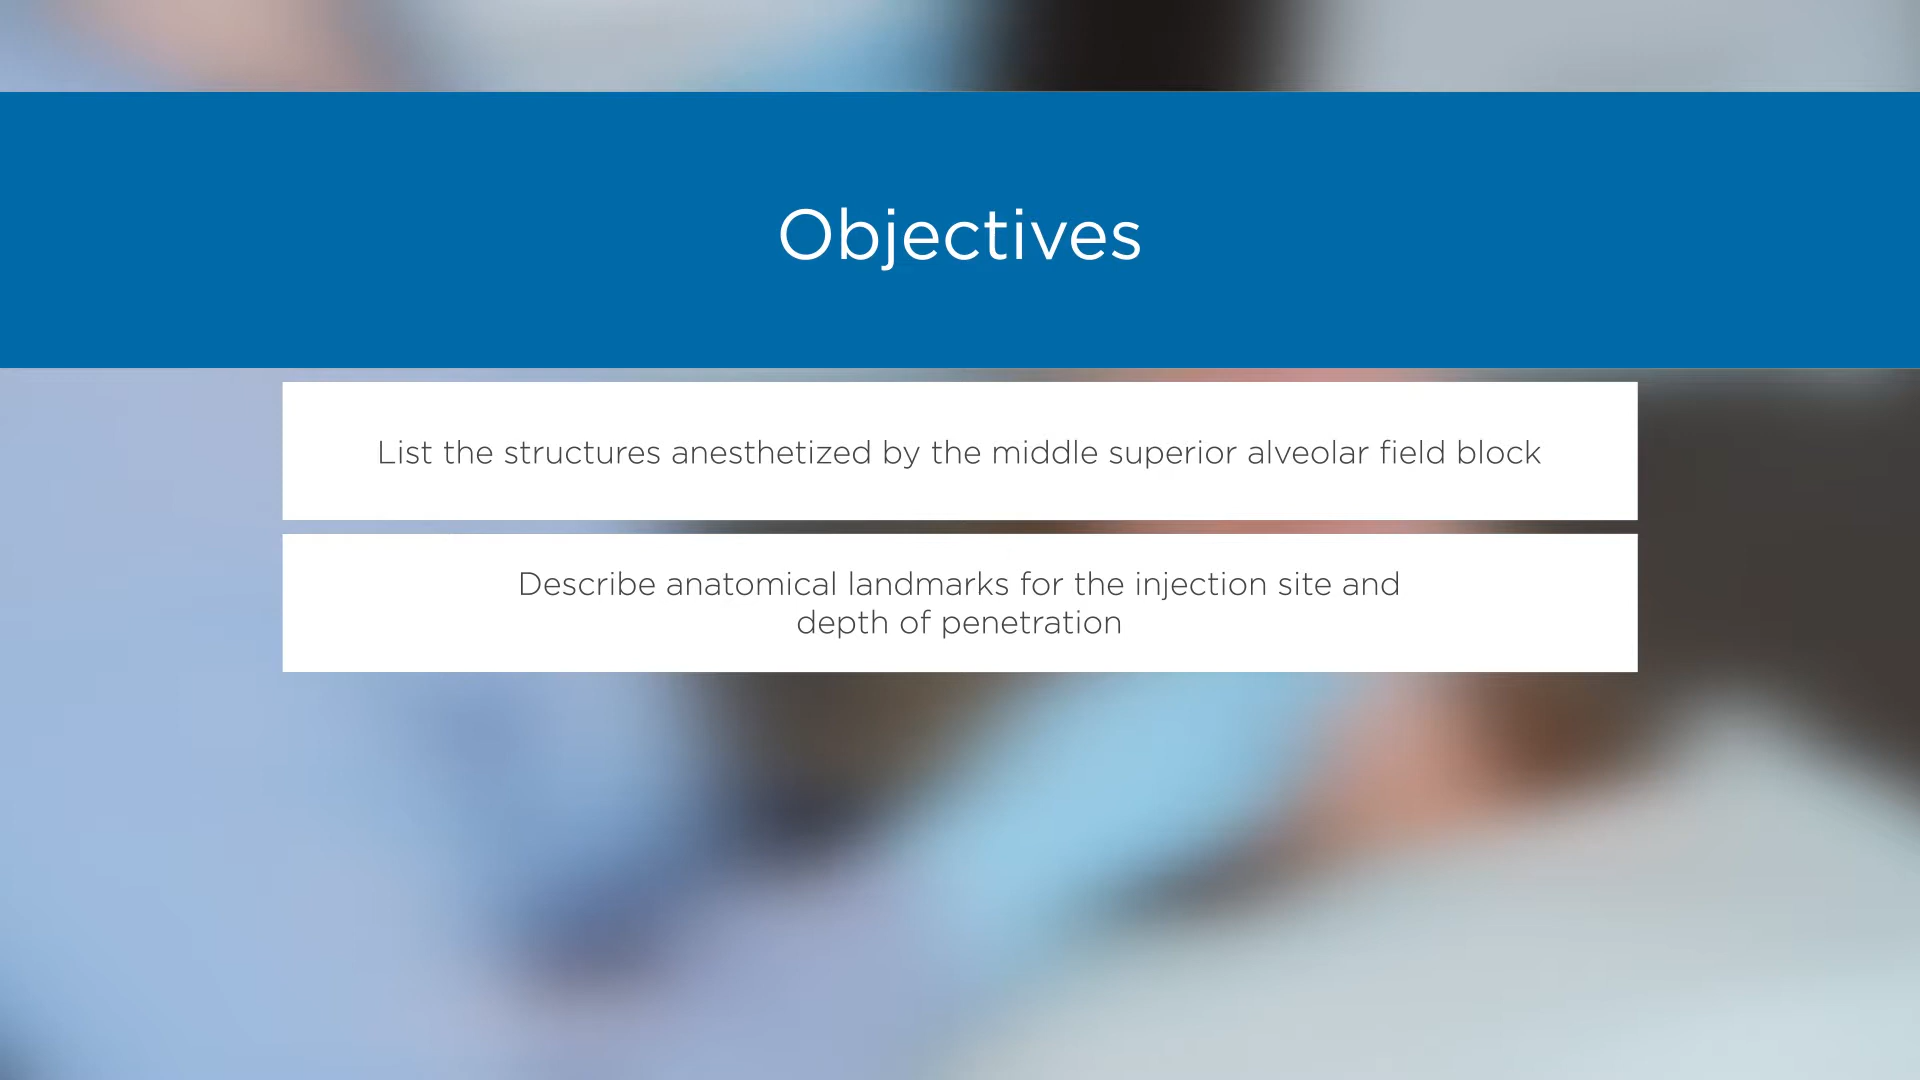 Objectives
List the structures anesthetized by the middle superior alveolar field block
Describe anatomical landmarks for the injection site and
depth of penetration